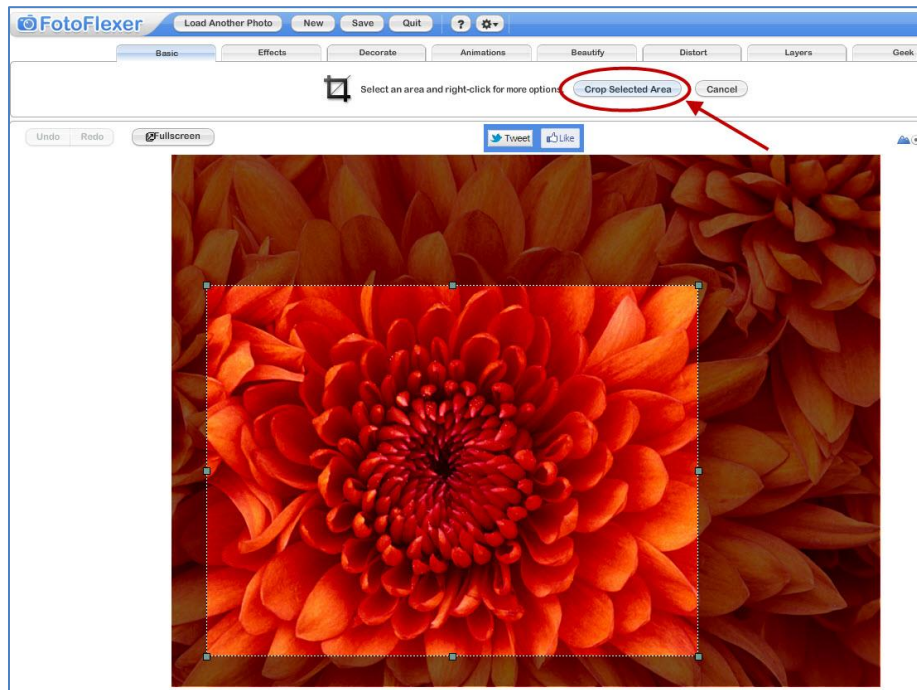 FotoFlexer Load Another Photo New Save Quit ?
Basic Effects Decorate Animations Beautify Distort Layers Geek
Select an area and right-click for more options Crop Selected Area Cancel
Undo Redo Fullscreen Tweet Like